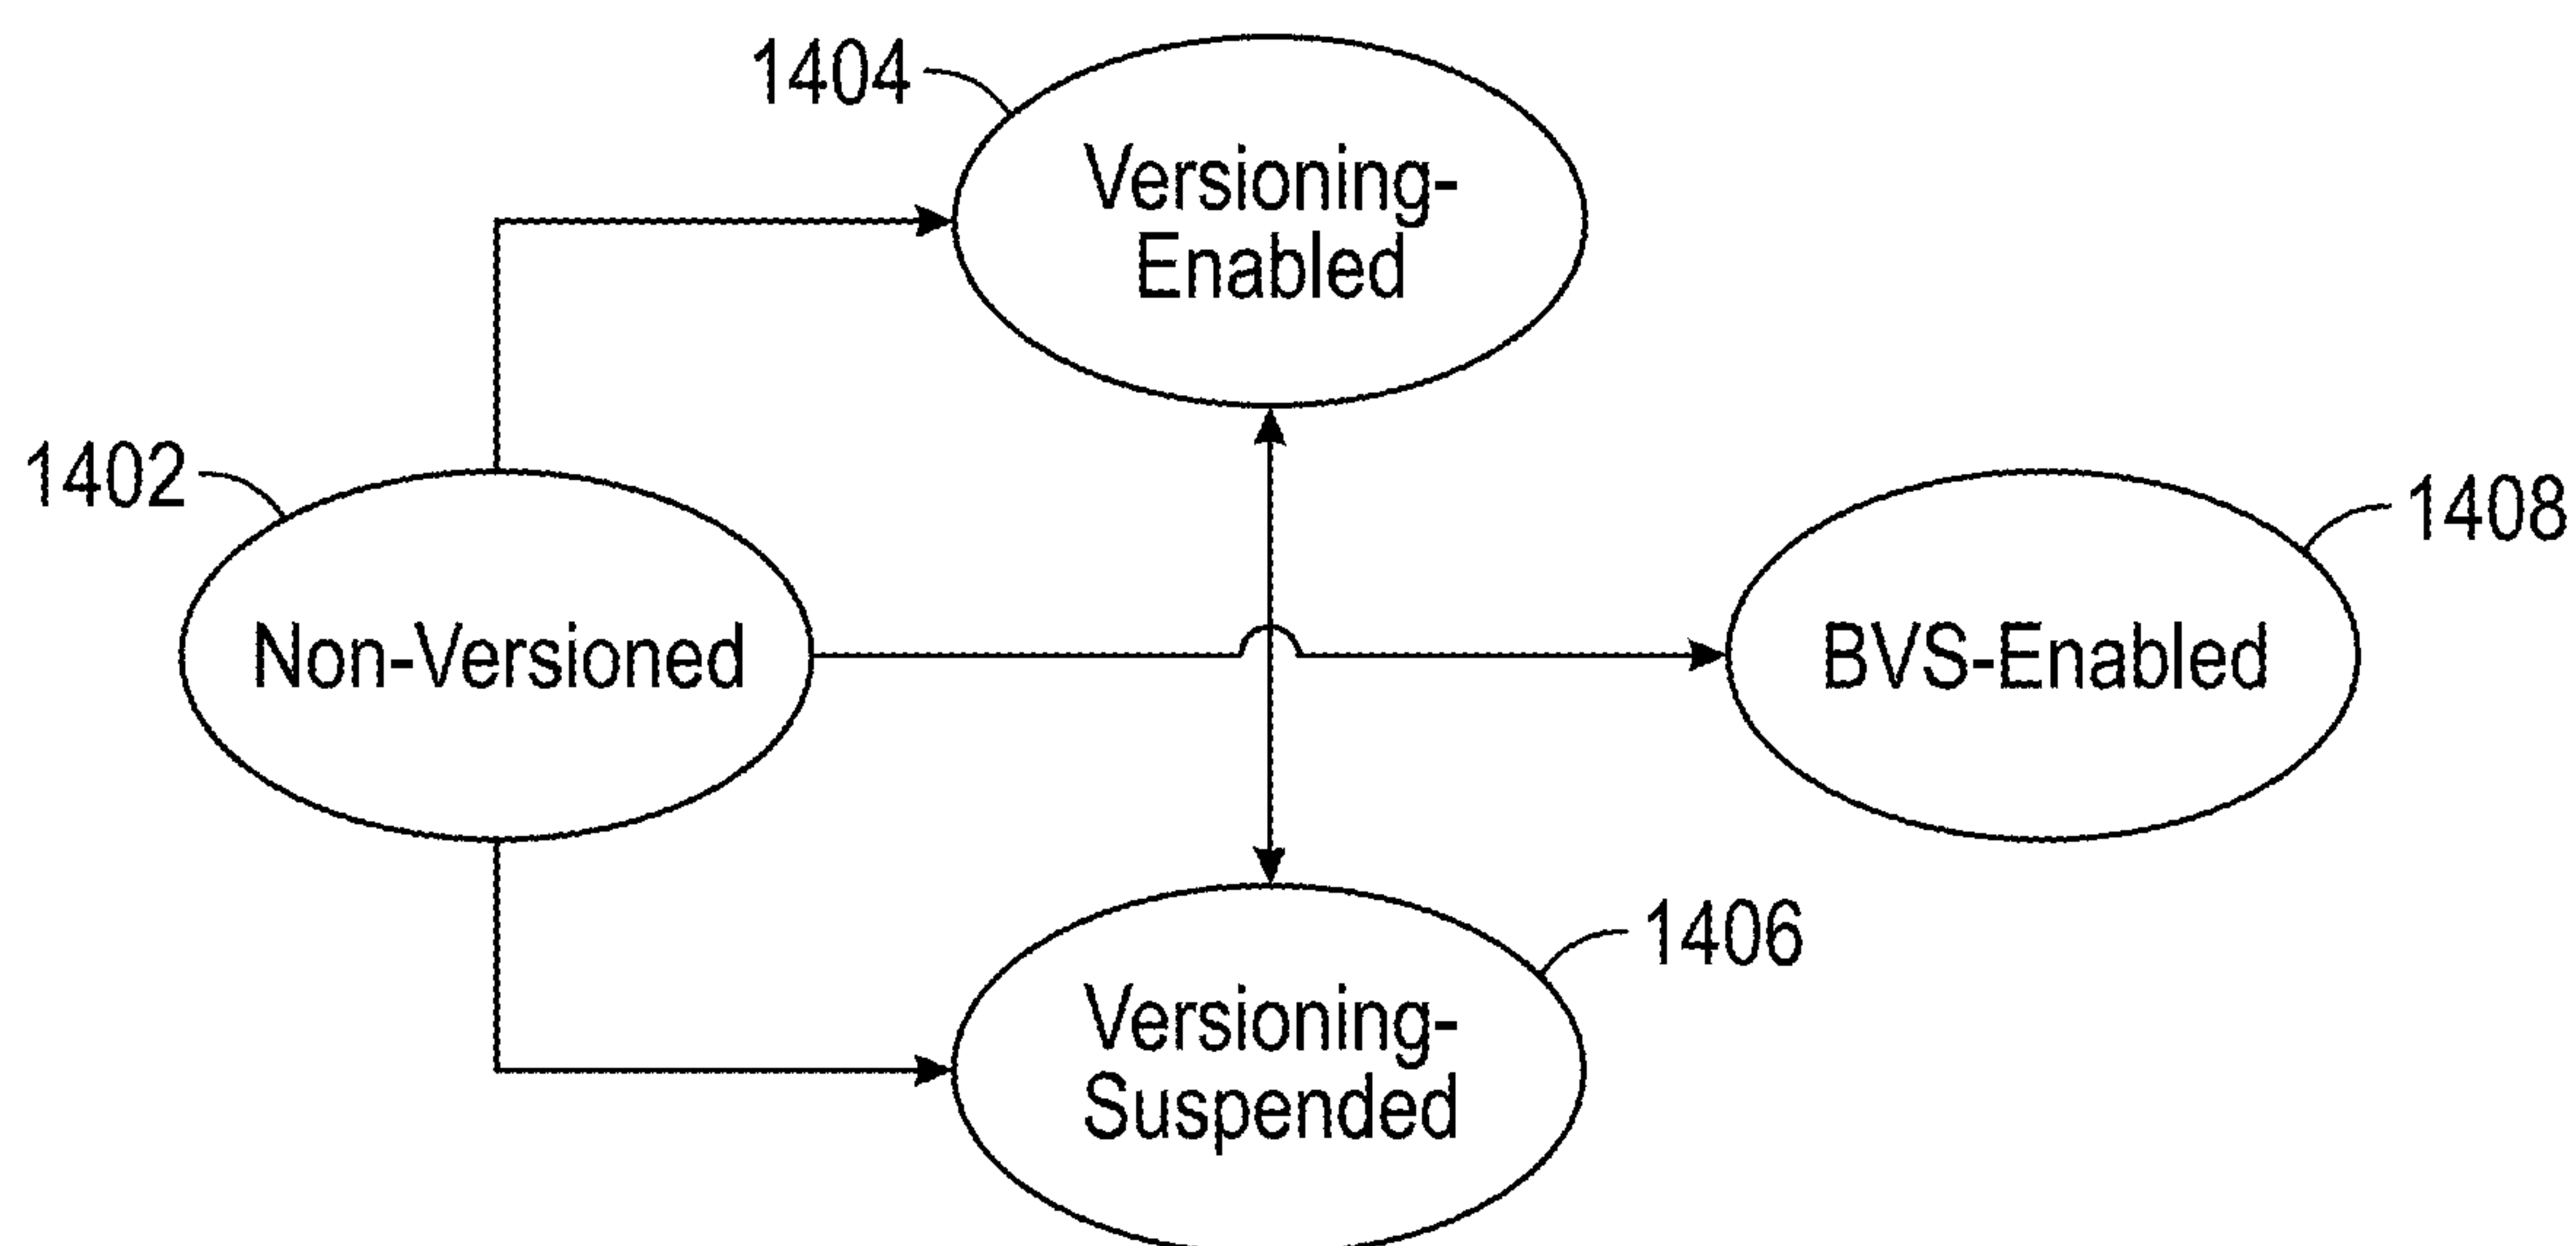 1404
Versioning-
Enabled
1402
Non-Versioned
1408
BVS-Enabled
1406
Versioning-
Suspended